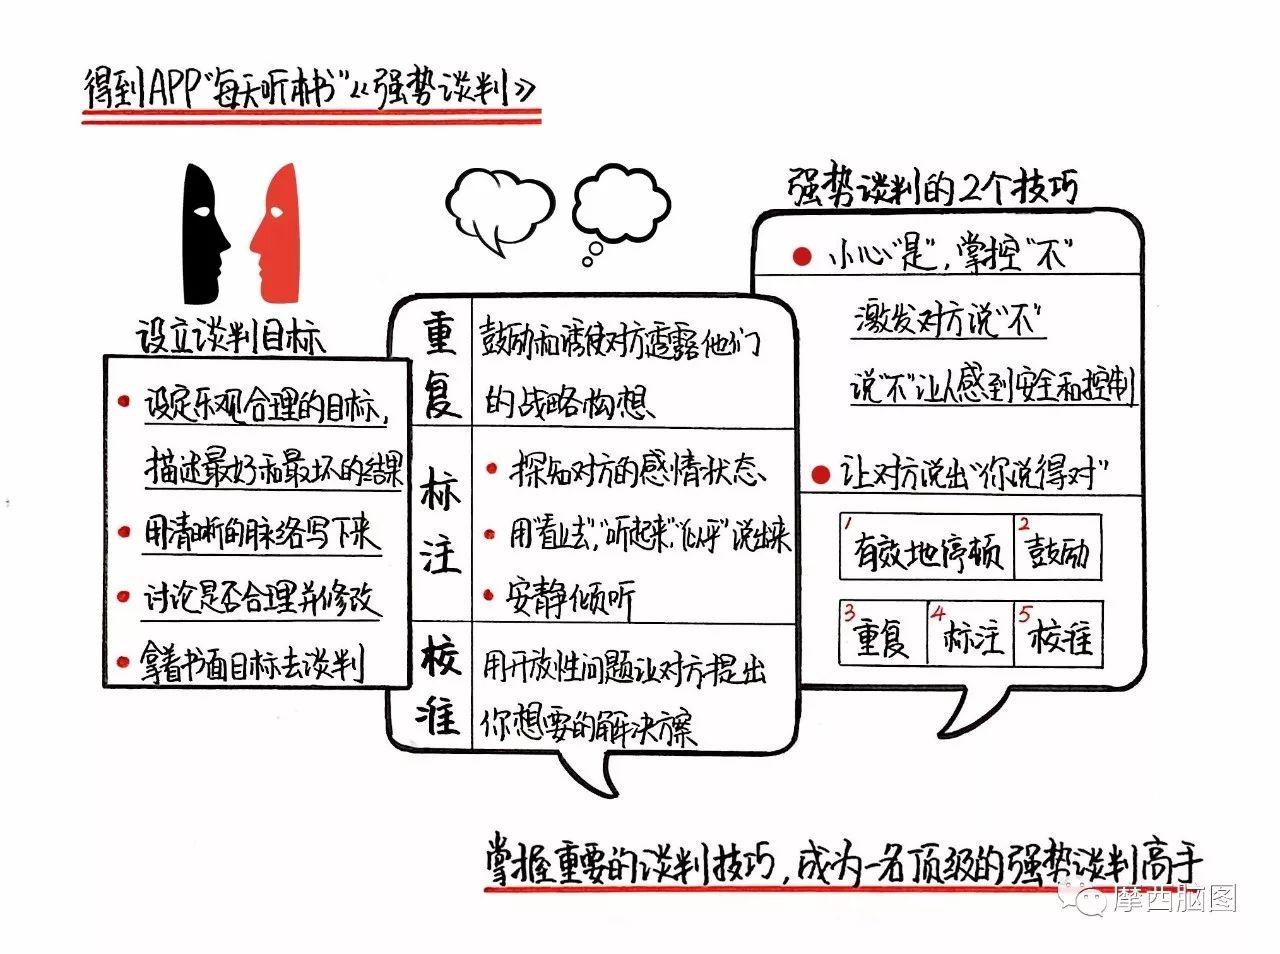 得到APP"每天听本书"《强势谈判》
设立谈判目标
设定乐观合理的目标,
描述最好和最坏的结果
用清晰的脉络写下来
讨论是否合理并修改
拿着书面目标去谈判
重复
鼓励和诱使对方透露他们
的战略构想
标注
探知对方的感情状态
用"看上去","听起来","似乎"说出来
安静倾听
校准
用开放性问题让对方提出
你想要的解决方案
强势谈判的2个技巧
小心"是",掌控"不"
激发对方说"不"
说"不"让人感到安全和控制
让对方说出"你说得对"
1 有效地停顿 2 鼓励
3 重复 4 标注 5 校准
掌握重要的谈判技巧,成为一名顶级的强势谈判高手
摩西脑图